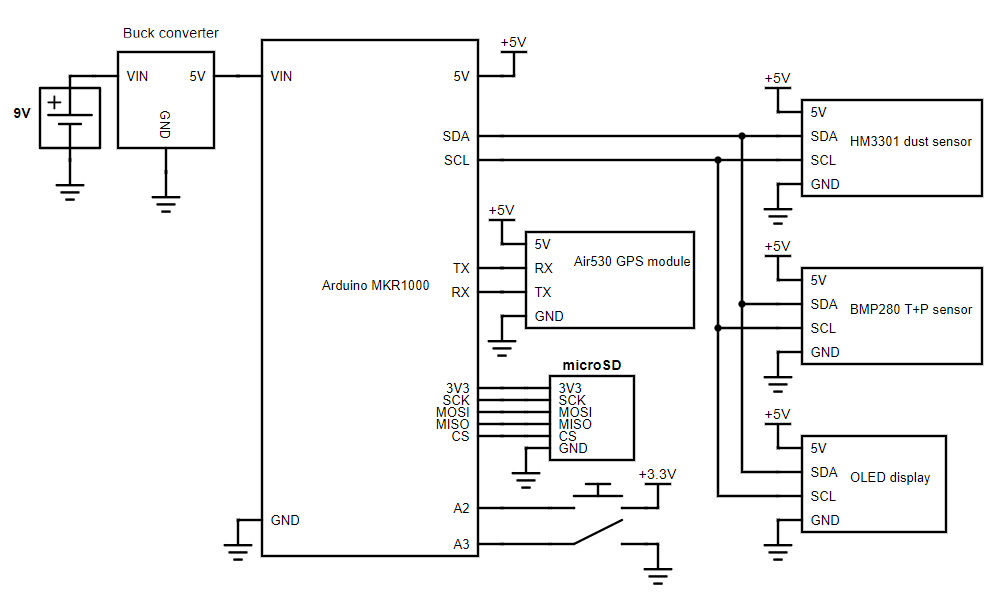 Buck converter
9V
VIN
5V
GND
VIN
5V
SDA
SCL
TX
RX
Arduino MKR1000
3V3
SCK
MOSI
MISO
CS
A2
A3
GND
+5V
+5V
5V
RX
TX
GND
Air530 GPS module
microSD
3V3
SCK
MOSI
MISO
CS
GND
+3.3V
+5V
5V
SDA
SCL
GND
HM3301 dust sensor
+5V
5V
SDA
SCL
GND
BMP280 T+P sensor
+5V
5V
SDA
SCL
GND
OLED display